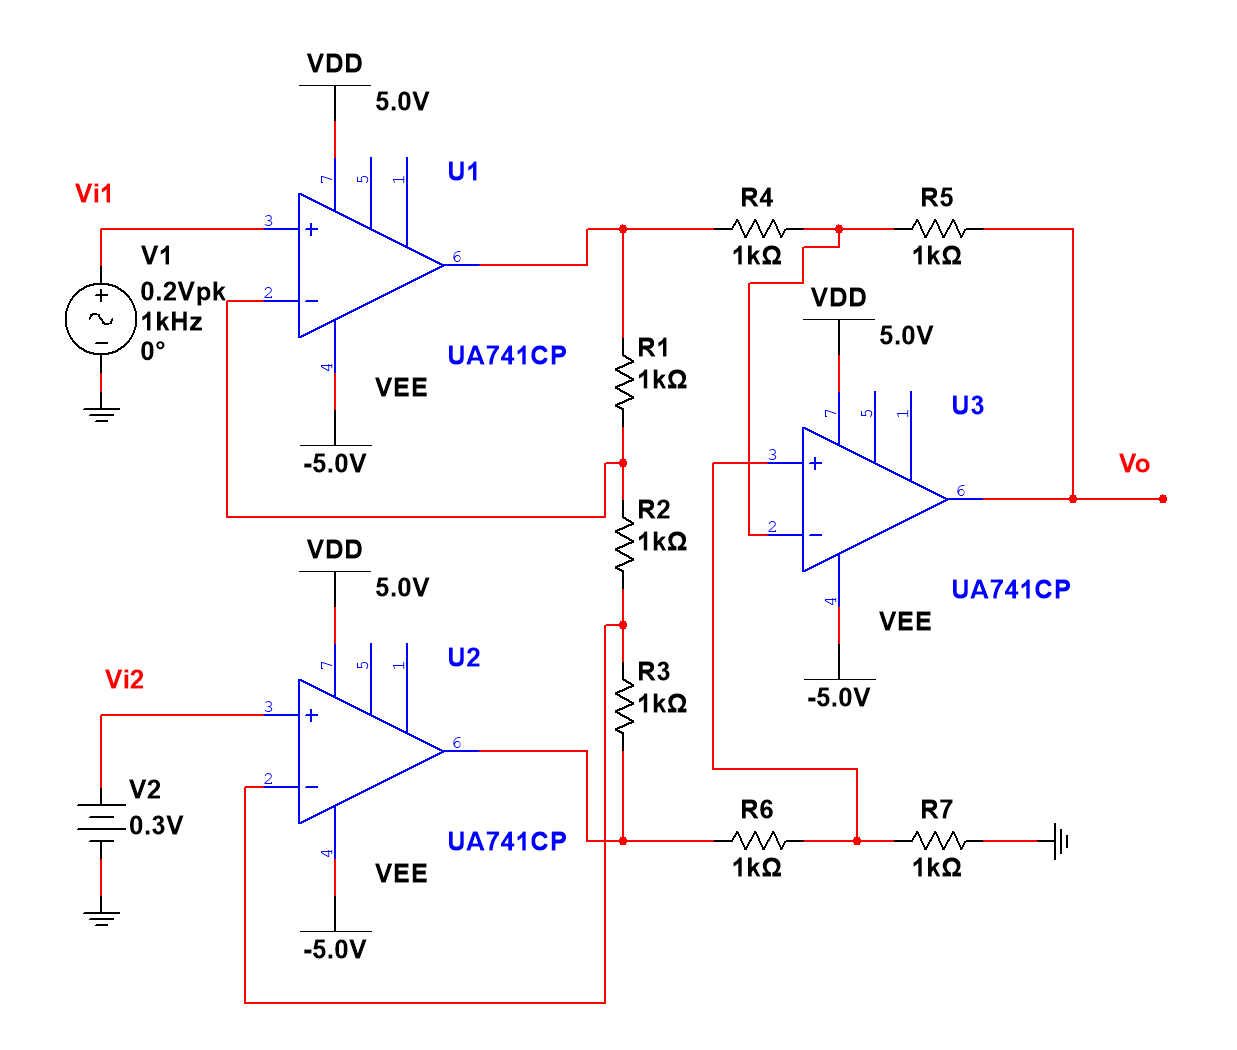 VDD
5.0V
U1
Vi1
7
5
1
3
+
6
2
−
4
V1
+
0.2Vpk
1kHz
−
0°
UA741CP
VEE
-5.0V
R4
1kΩ
R5
1kΩ
VDD
5.0V
R1
1kΩ
U3
7
5
1
3
+
6
2
−
4
Vo
UA741CP
VEE
-5.0V
R2
1kΩ
VDD
5.0V
U2
Vi2
7
5
1
3
+
6
2
−
4
R3
1kΩ
V2
0.3V
UA741CP
VEE
-5.0V
R6
1kΩ
R7
1kΩ